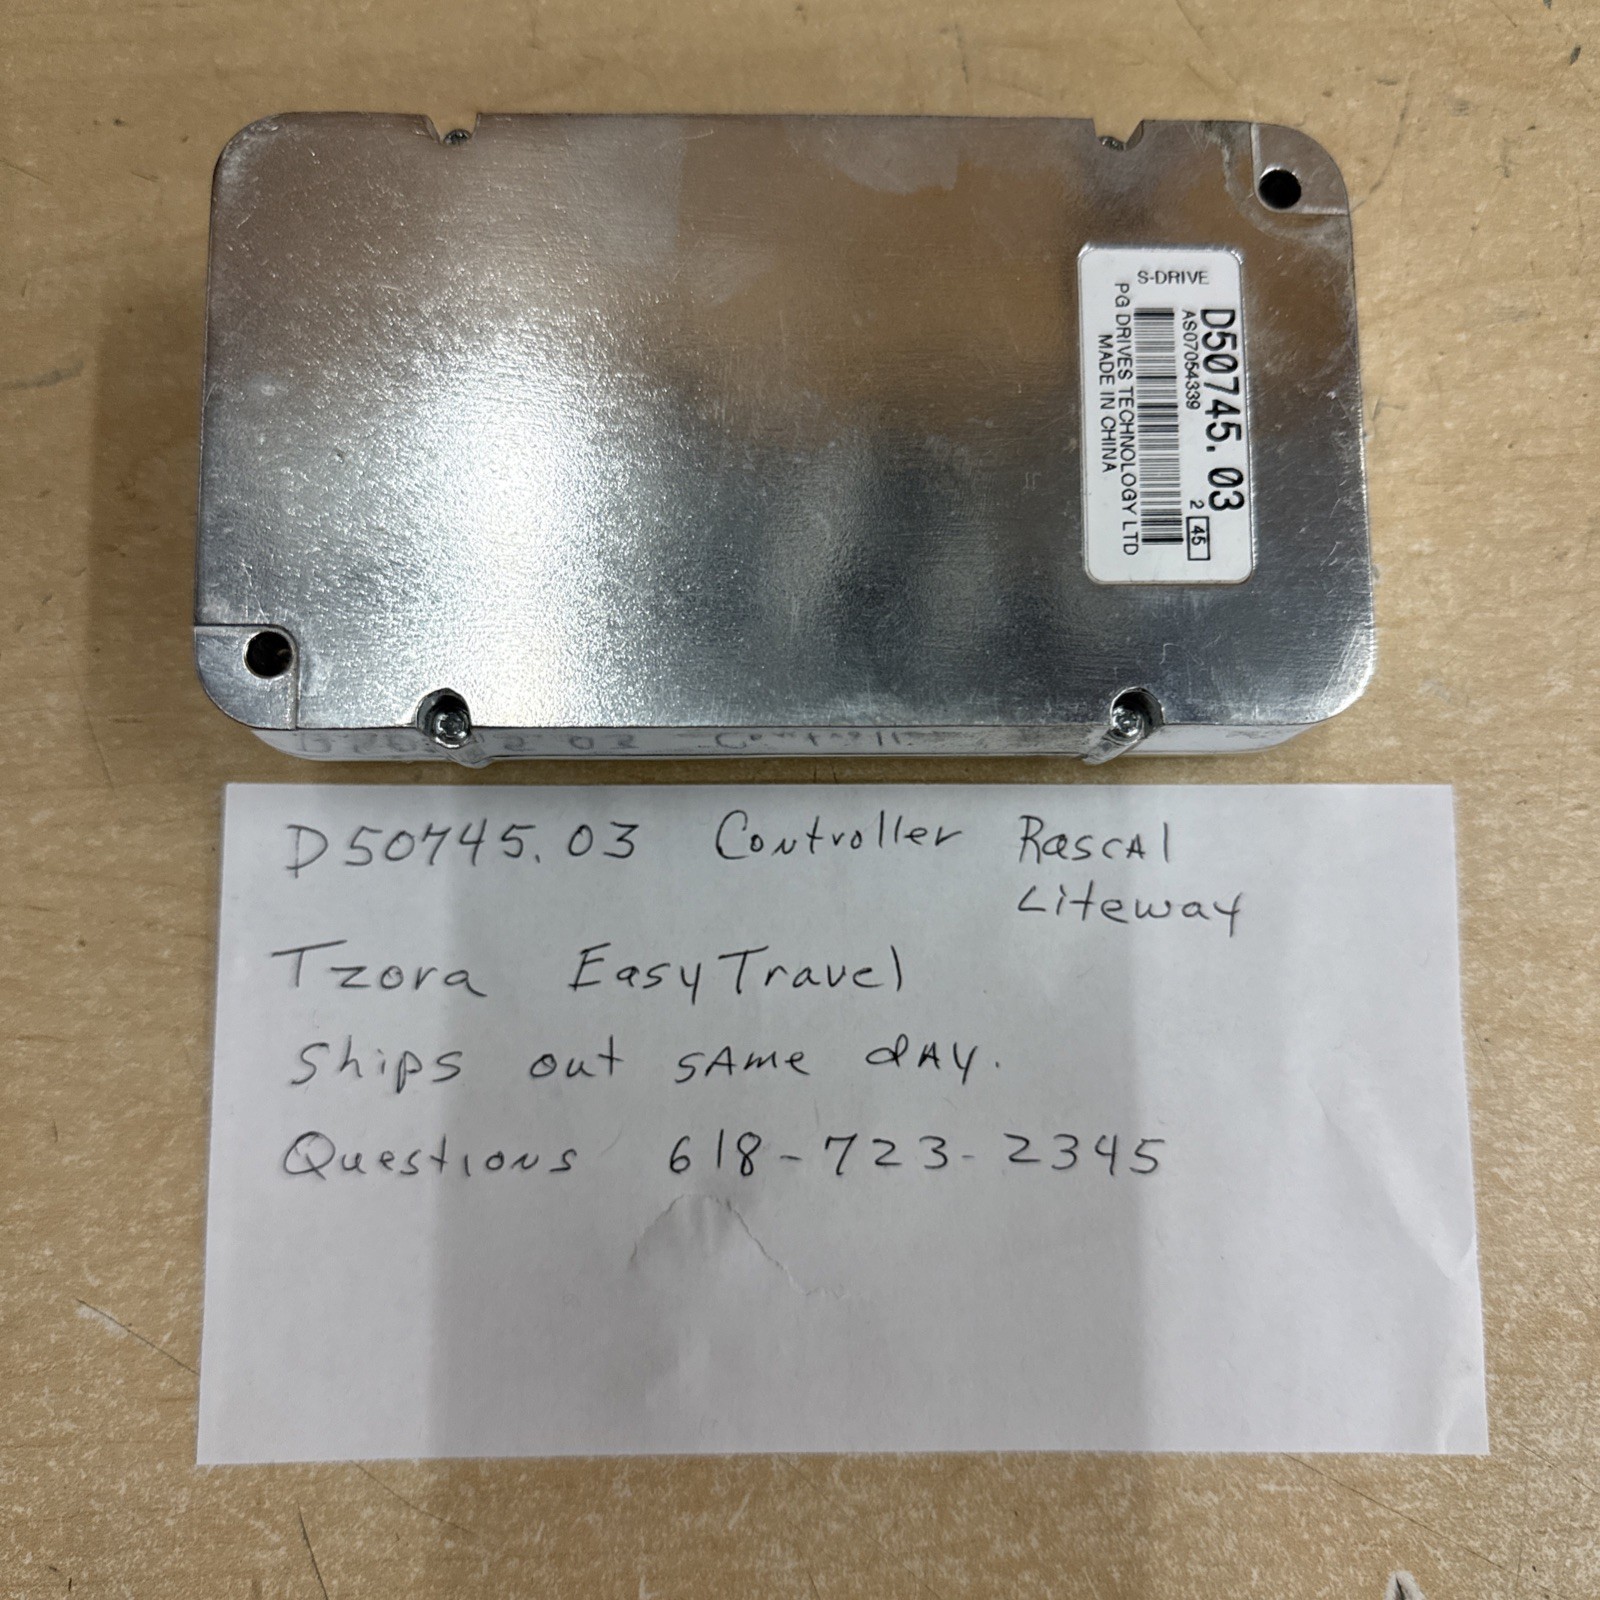 S-DRIVE
D50745.03
AS07054339
2 45
PG DRIVES TECHNOLOGY LTD
MADE IN CHINA
D50745.03 Controller Rascal
Liteway
Tzora EasyTravel
Ships out same day.
Questions 618-723-2345